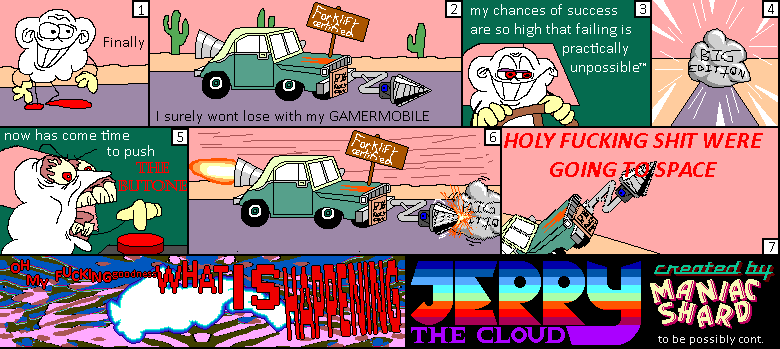 1
Finally
2
Forklift
certified
I surely wont lose with my GAMERMOBILE
3
my chances of success
are so high that failing is
practically
unpossible™
4
BIG
EDITION
5
now has come time
to push
THE
BUTONE
6
Forklift
certified
BIG
7
HOLY FUCKING SHIT WERE
GOING TO SPACE
OH MY FUCKING goodness WHAT IS HAPPENING
JERRY
THE CLOUD
created by
MANIAC
SHARD
to be possibly cont.